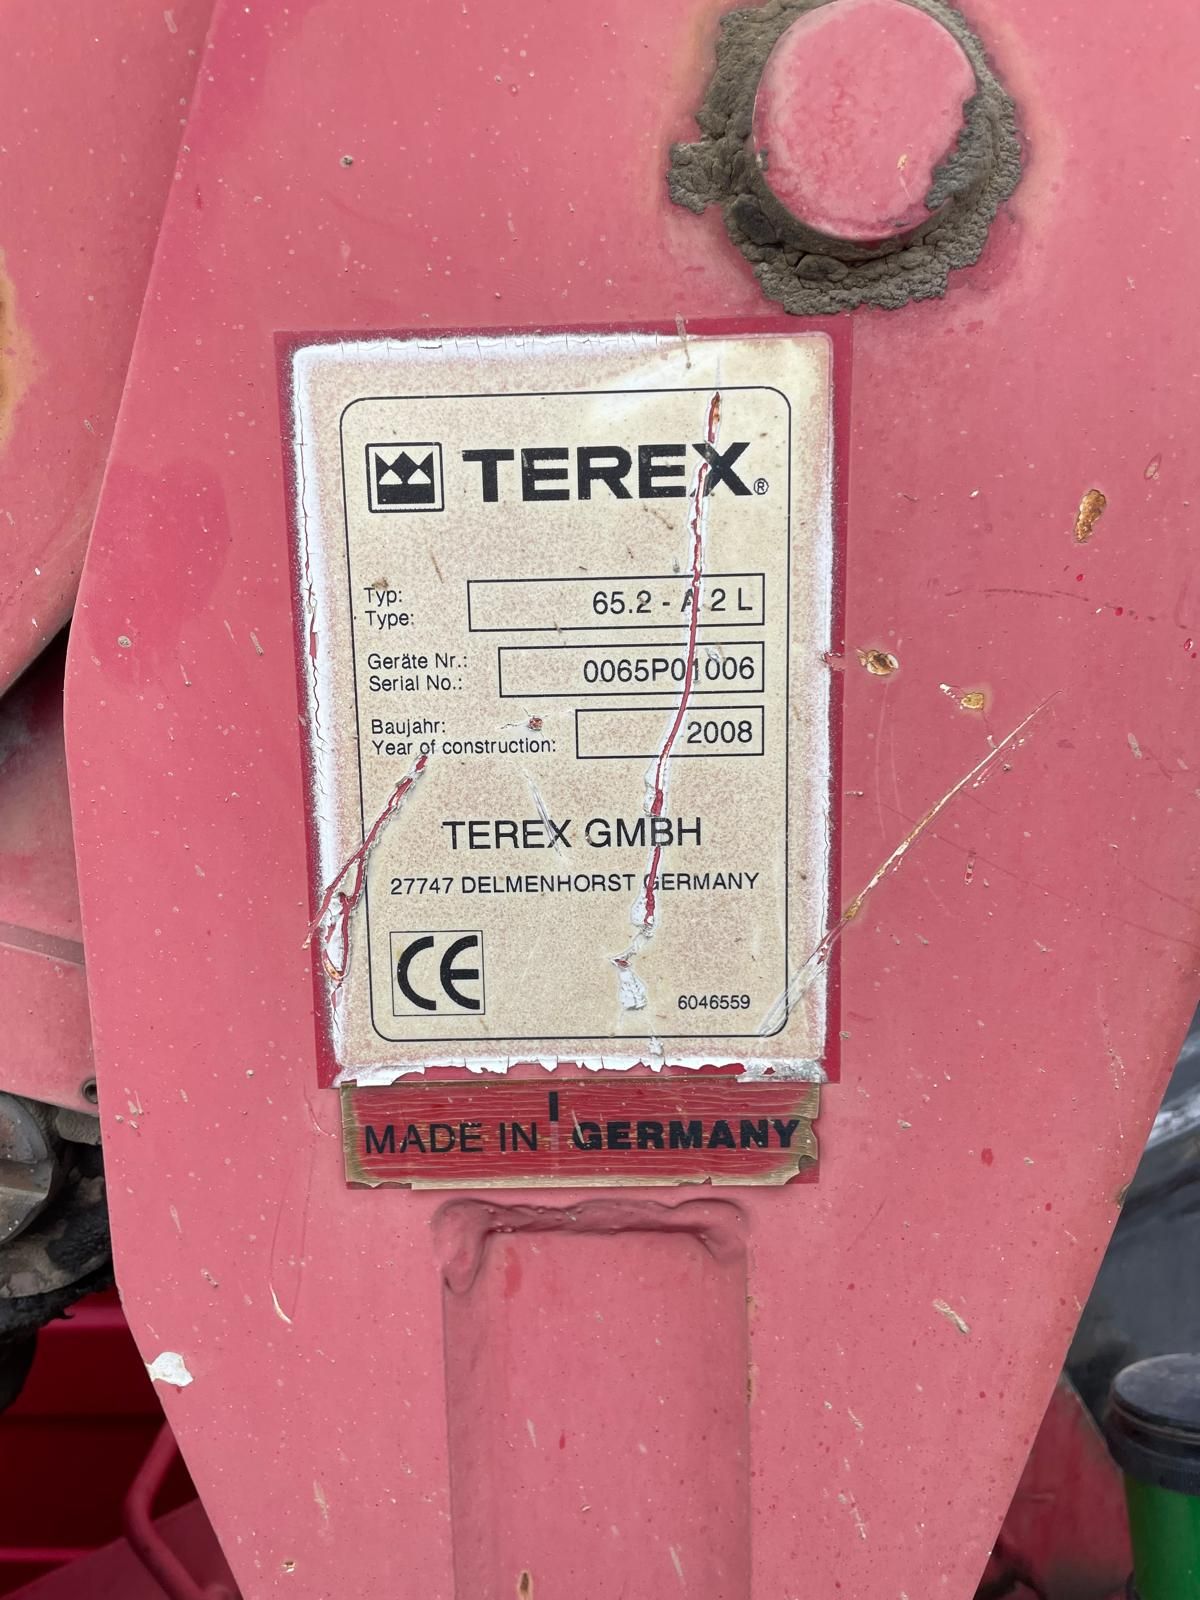 TEREX®
Typ:
Type:
65.2 - A 2 L
Geräte Nr.:
Serial No.:
0065P01006
Baujahr:
Year of construction:
2008
TEREX GMBH
27747 DELMENHORST GERMANY
CE
6046559
MADE IN GERMANY